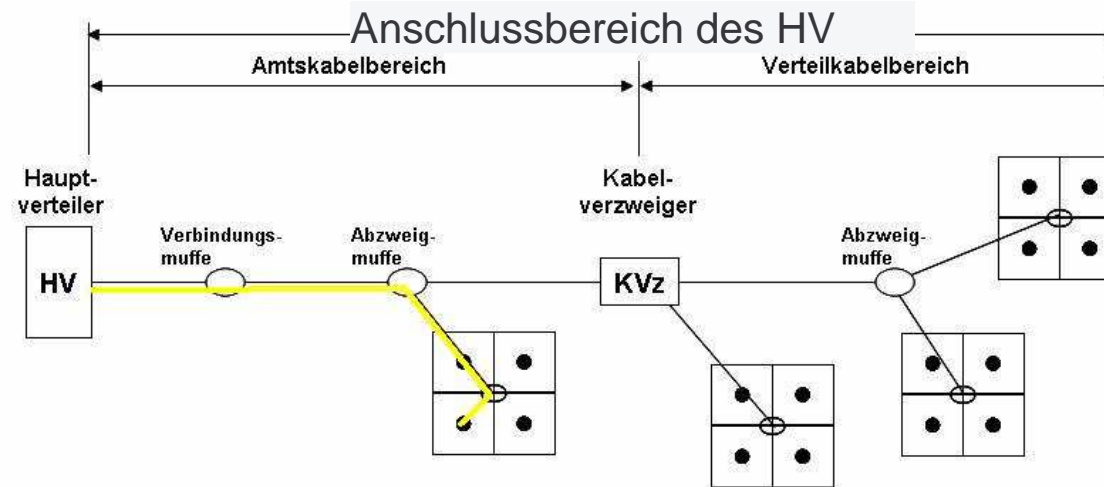 Anschlussbereich des HV
Amtskabelbereich
Verteilkabelbereich
Haupt-
verteiler
Kabel-
verzweiger
Verbindungs-
muffe
Abzweig-
muffe
Abzweig-
muffe
HV
KVz